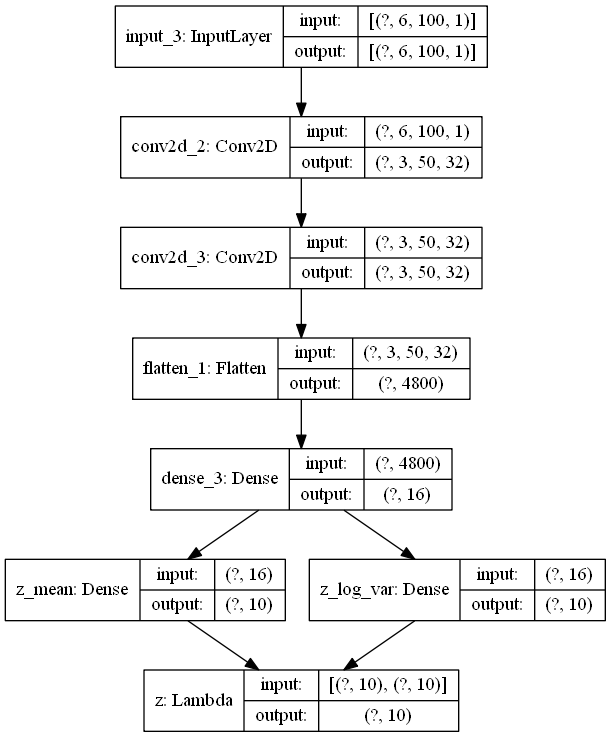 input_3: InputLayer
input: [(?, 6, 100, 1)]
output: [(?, 6, 100, 1)]
conv2d_2: Conv2D
input: (?, 6, 100, 1)
output: (?, 3, 50, 32)
conv2d_3: Conv2D
input: (?, 3, 50, 32)
output: (?, 3, 50, 32)
flatten_1: Flatten
input: (?, 3, 50, 32)
output: (?, 4800)
dense_3: Dense
input: (?, 4800)
output: (?, 16)
z_mean: Dense
input: (?, 16)
output: (?, 10)
z_log_var: Dense
input: (?, 16)
output: (?, 10)
z: Lambda
input: [(?, 10), (?, 10)]
output: (?, 10)